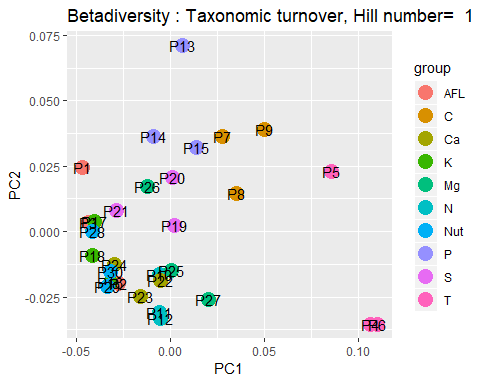 Betadiversity : Taxonomic turnover, Hill number= 1
0.075
0.050
0.025
0.000
-0.025
PC2
P13
P14
P15
P7
P9
P8
P5
P1
P26
P20
P21
P19
P28
P18
P24
P25
P22
P23
P27
P12
-0.05
0.00
0.05
0.10
PC1
group
AFL
C
Ca
K
Mg
N
Nut
P
S
T